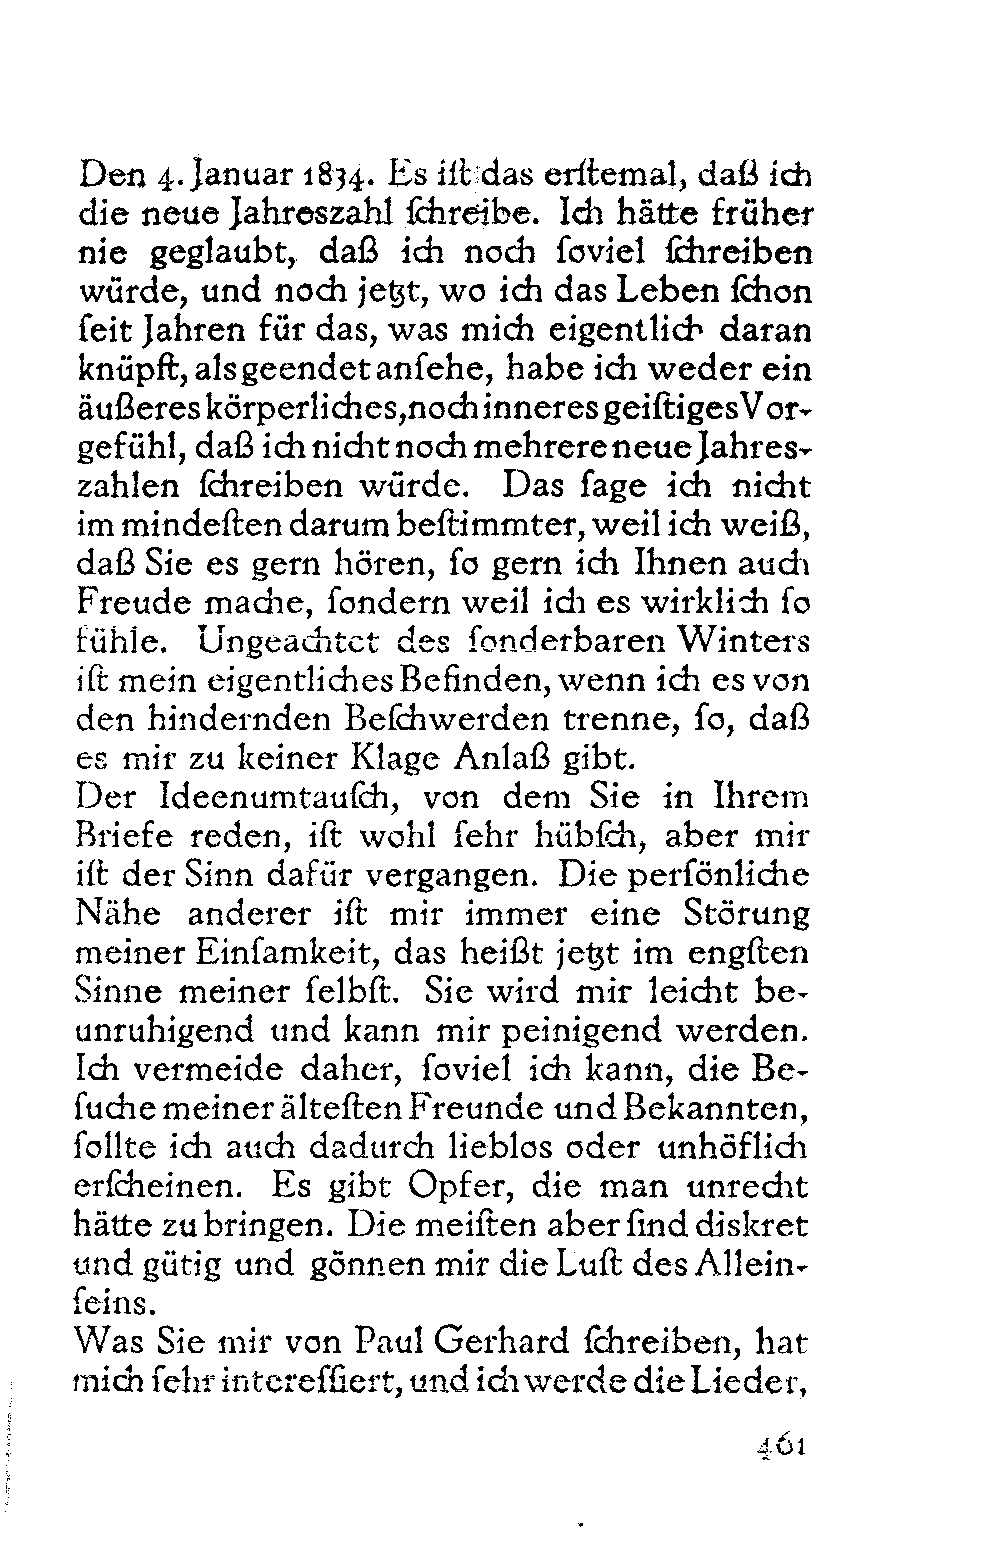 Den 4. Januar 1834. Es iſt das erſtemal, daß ich
die neue Jahreszahl ſchreibe. Ich hätte früher
nie geglaubt, daß ich noch ſoviel ſchreiben
würde, und noch jetzt, wo ich das Leben ſchon
ſeit Jahren für das, was mich eigentlich daran
knüpft, als geendet anſehe, habe ich weder ein
äußeres körperliches, noch inneres geiſtiges Vor-
gefühl, daß ich nicht noch mehrere neue Jahres-
zahlen ſchreiben würde. Das ſage ich nicht
im mindeſten darum beſtimmter, weil ich weiß,
daß Sie es gern hören, ſo gern ich Ihnen auch
Freude mache, ſondern weil ich es wirklich ſo
fühle. Ungeachtet des ſonderbaren Winters
iſt mein eigentliches Befinden, wenn ich es von
den hindernden Beſchwerden trenne, ſo, daß
es mir zu keiner Klage Anlaß gibt.
Der Ideenumtauſch, von dem Sie in Ihrem
Briefe reden, iſt wohl ſehr hübſch, aber mir
iſt der Sinn dafür vergangen. Die perſönliche
Nähe anderer iſt mir immer eine Störung
meiner Einſamkeit, das heißt jetzt im engſten
Sinne meiner ſelbſt. Sie wird mir leicht be-
unruhigend und kann mir peinigend werden.
Ich vermeide daher, ſoviel ich kann, die Be-
ſuche meiner älteſten Freunde und Bekannten,
ſollte ich auch dadurch lieblos oder unhöflich
erſcheinen. Es gibt Opfer, die man unrecht
hätte zu bringen. Die meiſten aber ſind diskret
und gütig und gönnen mir die Luſt des Allein-
ſeins.
Was Sie mir von Paul Gerhard ſchreiben, hat
mich ſehr intereſſiert, und ich werde die Lieder,
461